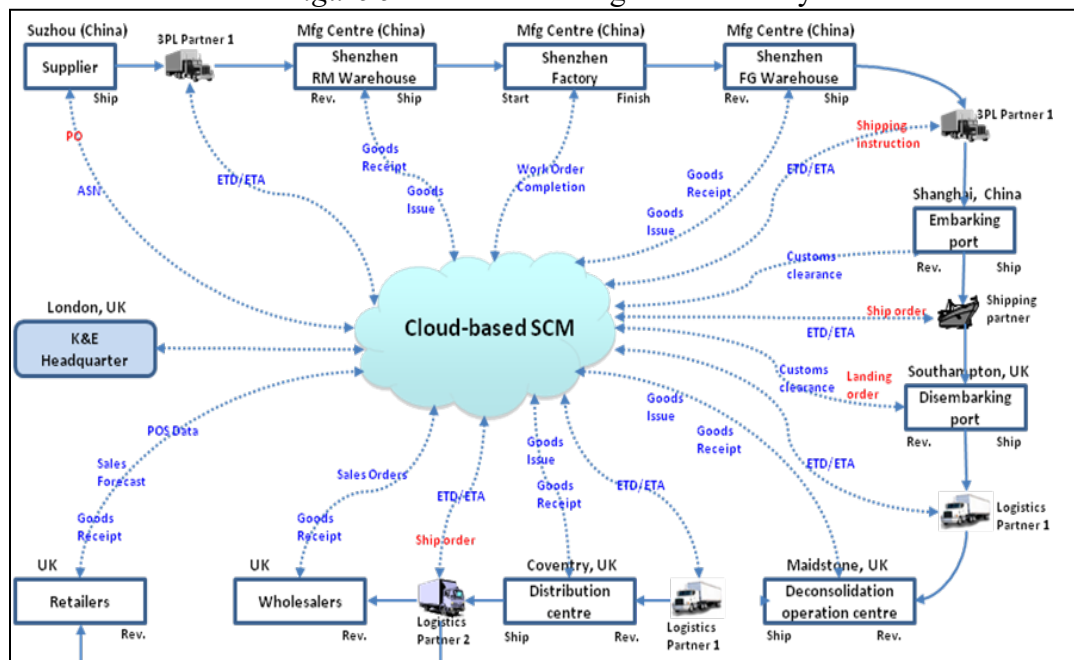 Suzhou (China)
3PL Partner 1
Mfg Centre (China)
Mfg Centre (China)
Mfg Centre (China)
Supplier
Shenzhen
RM Warehouse
Shenzhen
Factory
Shenzhen
FG Warehouse
Ship
Rev.
Ship
Start
Finish
Rev.
Ship
3PL Partner 1
PO
ASN
ETD/ETA
Goods
Receipt
Goods
Issue
Work Order
Completion
Goods
Receipt
Goods
Issue
Shipping
instruction
ETD/ETA
Shanghai, China
Embarking
port
Rev.
Ship
Customs
clearance
London, UK
K&E
Headquarter
Cloud-based SCM
Ship order
ETD/ETA
Shipping
partner
Customs
clearance
Landing
order
Southampton, UK
Disembarking
port
Rev.
Ship
POS Data
Sales
Forecast
Goods
Receipt
Sales Orders
Goods
Receipt
ETD/ETA
Ship order
Goods
Issue
Goods
Receipt
ETD/ETA
Goods
Issue
Goods
Receipt
ETD/ETA
Logistics
Partner 1
UK
Retailers
Rev.
UK
Wholesalers
Rev.
Logistics
Partner 2
Coventry, UK
Distribution
centre
Ship
Rev.
Logistics
Partner 1
Maidstone, UK
Deconsolidation
operation centre
Ship
Rev.